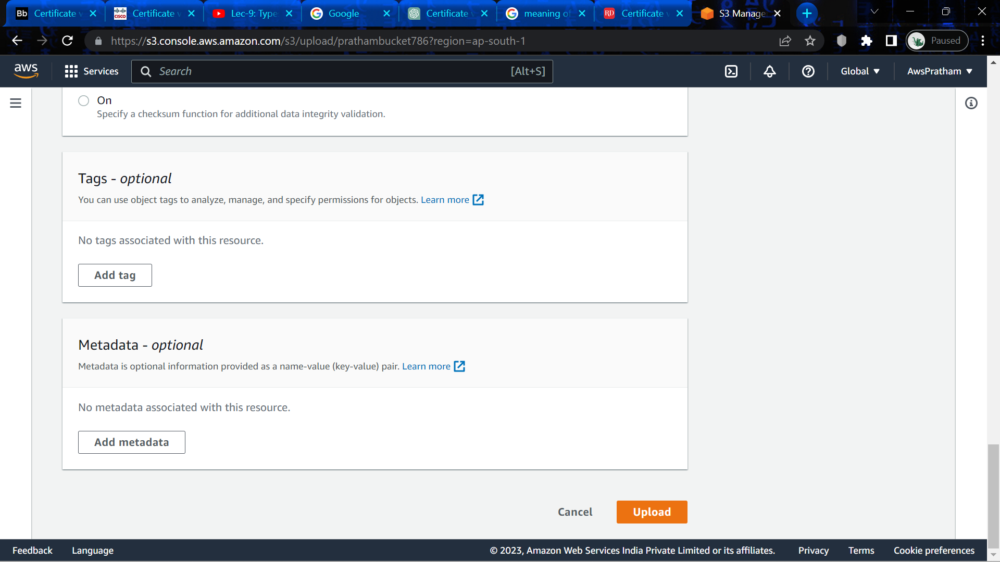 Bb Certificate v
CISCO Certificate v
Lec-9: Type
Google
Certificate v
meaning of
RD Certificate v
S3 Manage
https://s3.console.aws.amazon.com/s3/upload/prathambucket786?region=ap-south-1
Paused
aws
Services
Search
[Alt+S]
Global
AwsPratham
On
Specify a checksum function for additional data integrity validation.
Tags - optional
You can use object tags to analyze, manage, and specify permissions for objects. Learn more
No tags associated with this resource.
Add tag
Metadata - optional
Metadata is optional information provided as a name-value (key-value) pair. Learn more
No metadata associated with this resource.
Add metadata
Cancel
Upload
Feedback
Language
© 2023, Amazon Web Services India Private Limited or its affiliates.
Privacy
Terms
Cookie preferences